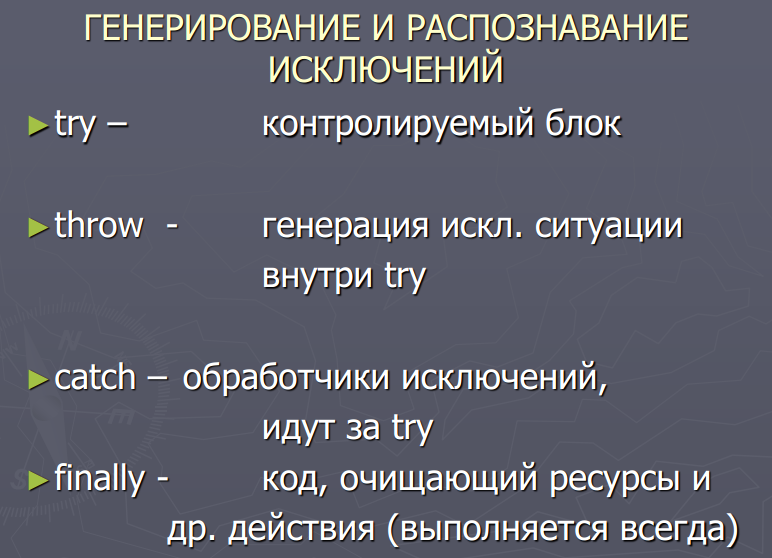 ГЕНЕРИРОВАНИЕ И РАСПОЗНАВАНИЕ
ИСКЛЮЧЕНИЙ
►try – контролируемый блок
►throw - генерация искл. ситуации
внутри try
►catch – обработчики исключений,
идут за try
►finally - код, очищающий ресурсы и
др. действия (выполняется всегда)